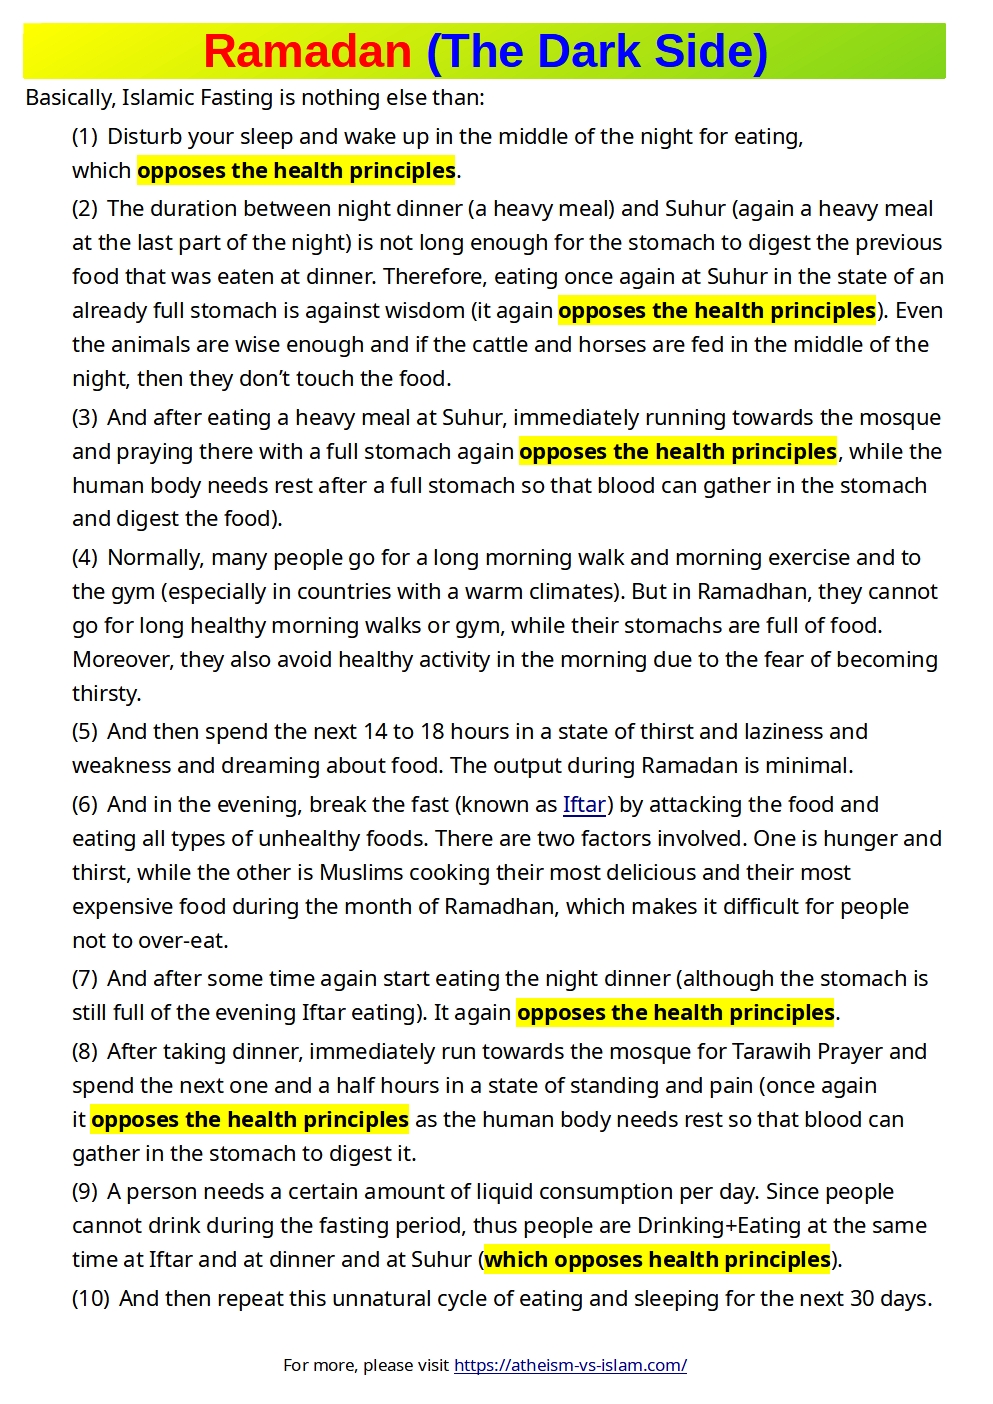 Ramadan (The Dark Side)
Basically, Islamic Fasting is nothing else than:
(1) Disturb your sleep and wake up in the middle of the night for eating,
which opposes the health principles.
(2) The duration between night dinner (a heavy meal) and Suhur (again a heavy meal
at the last part of the night) is not long enough for the stomach to digest the previous
food that was eaten at dinner. Therefore, eating once again at Suhur in the state of an
already full stomach is against wisdom (it again opposes the health principles). Even
the animals are wise enough and if the cattle and horses are fed in the middle of the
night, then they don’t touch the food.
(3) And after eating a heavy meal at Suhur, immediately running towards the mosque
and praying there with a full stomach again opposes the health principles, while the
human body needs rest after a full stomach so that blood can gather in the stomach
and digest the food).
(4) Normally, many people go for a long morning walk and morning exercise and to
the gym (especially in countries with a warm climates). But in Ramadhan, they cannot
go for long healthy morning walks or gym, while their stomachs are full of food.
Moreover, they also avoid healthy activity in the morning due to the fear of becoming
thirsty.
(5) And then spend the next 14 to 18 hours in a state of thirst and laziness and
weakness and dreaming about food. The output during Ramadan is minimal.
(6) And in the evening, break the fast (known as Iftar) by attacking the food and
eating all types of unhealthy foods. There are two factors involved. One is hunger and
thirst, while the other is Muslims cooking their most delicious and their most
expensive food during the month of Ramadhan, which makes it difficult for people
not to over-eat.
(7) And after some time again start eating the night dinner (although the stomach is
still full of the evening Iftar eating). It again opposes the health principles.
(8) After taking dinner, immediately run towards the mosque for Tarawih Prayer and
spend the next one and a half hours in a state of standing and pain (once again
it opposes the health principles as the human body needs rest so that blood can
gather in the stomach to digest it.
(9) A person needs a certain amount of liquid consumption per day. Since people
cannot drink during the fasting period, thus people are Drinking+Eating at the same
time at Iftar and at dinner and at Suhur (which opposes health principles).
(10) And then repeat this unnatural cycle of eating and sleeping for the next 30 days.
For more, please visit https://atheism-vs-islam.com/